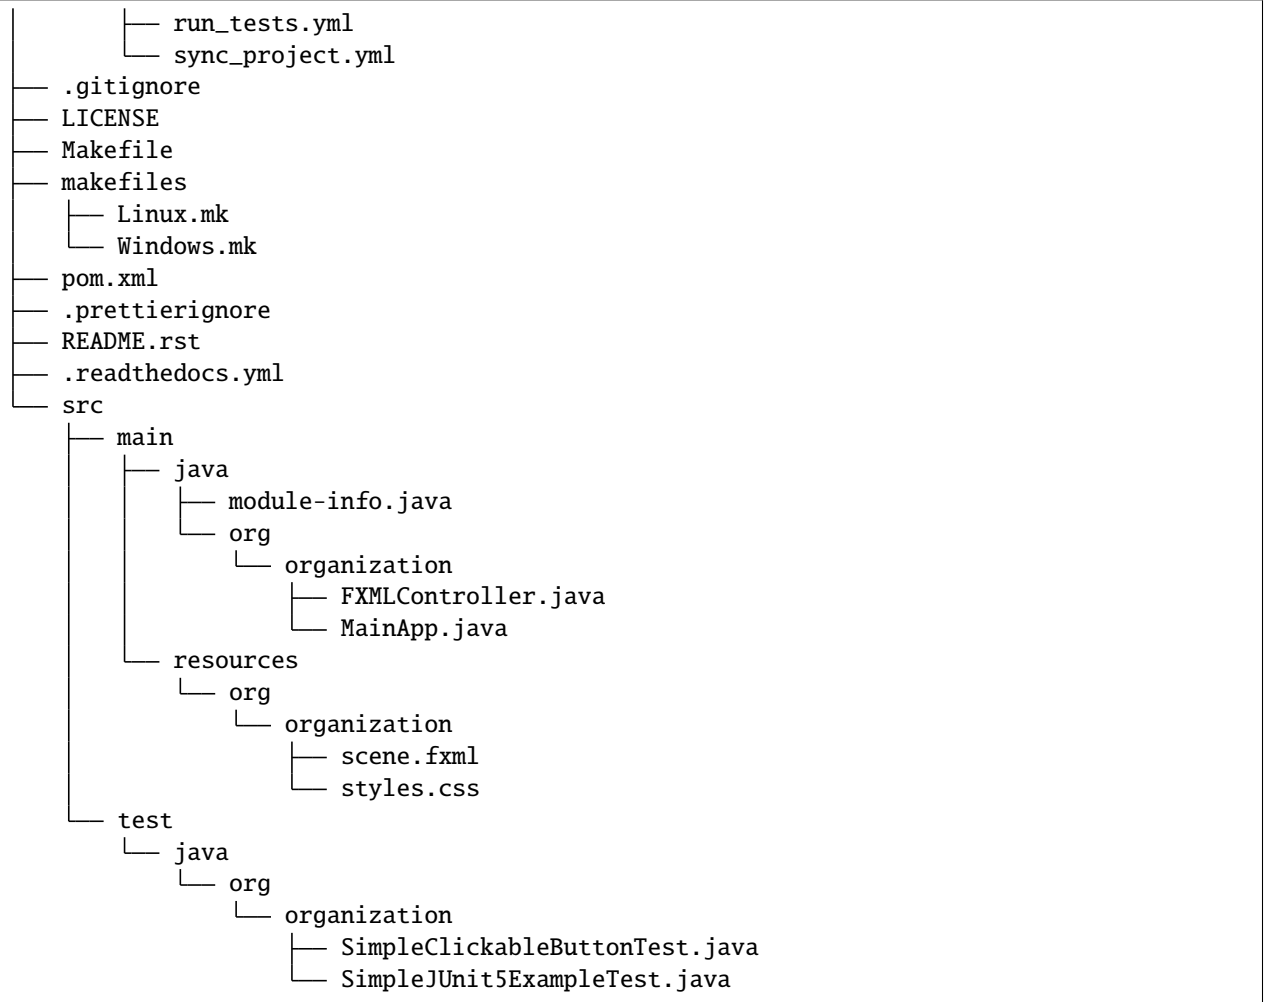 │       ├── run_tests.yml
│       └── sync_project.yml
├── .gitignore
├── LICENSE
├── Makefile
├── makefiles
│   ├── Linux.mk
│   └── Windows.mk
├── pom.xml
├── .prettierignore
├── README.rst
├── .readthedocs.yml
└── src
    ├── main
    │   ├── java
    │   │   ├── module-info.java
    │   │   └── org
    │   │       └── organization
    │   │           ├── FXMLController.java
    │   │           └── MainApp.java
    │   └── resources
    │       └── org
    │           └── organization
    │               ├── scene.fxml
    │               └── styles.css
    └── test
        └── java
            └── org
                └── organization
                    ├── SimpleClickableButtonTest.java
                    └── SimpleJUnit5ExampleTest.java